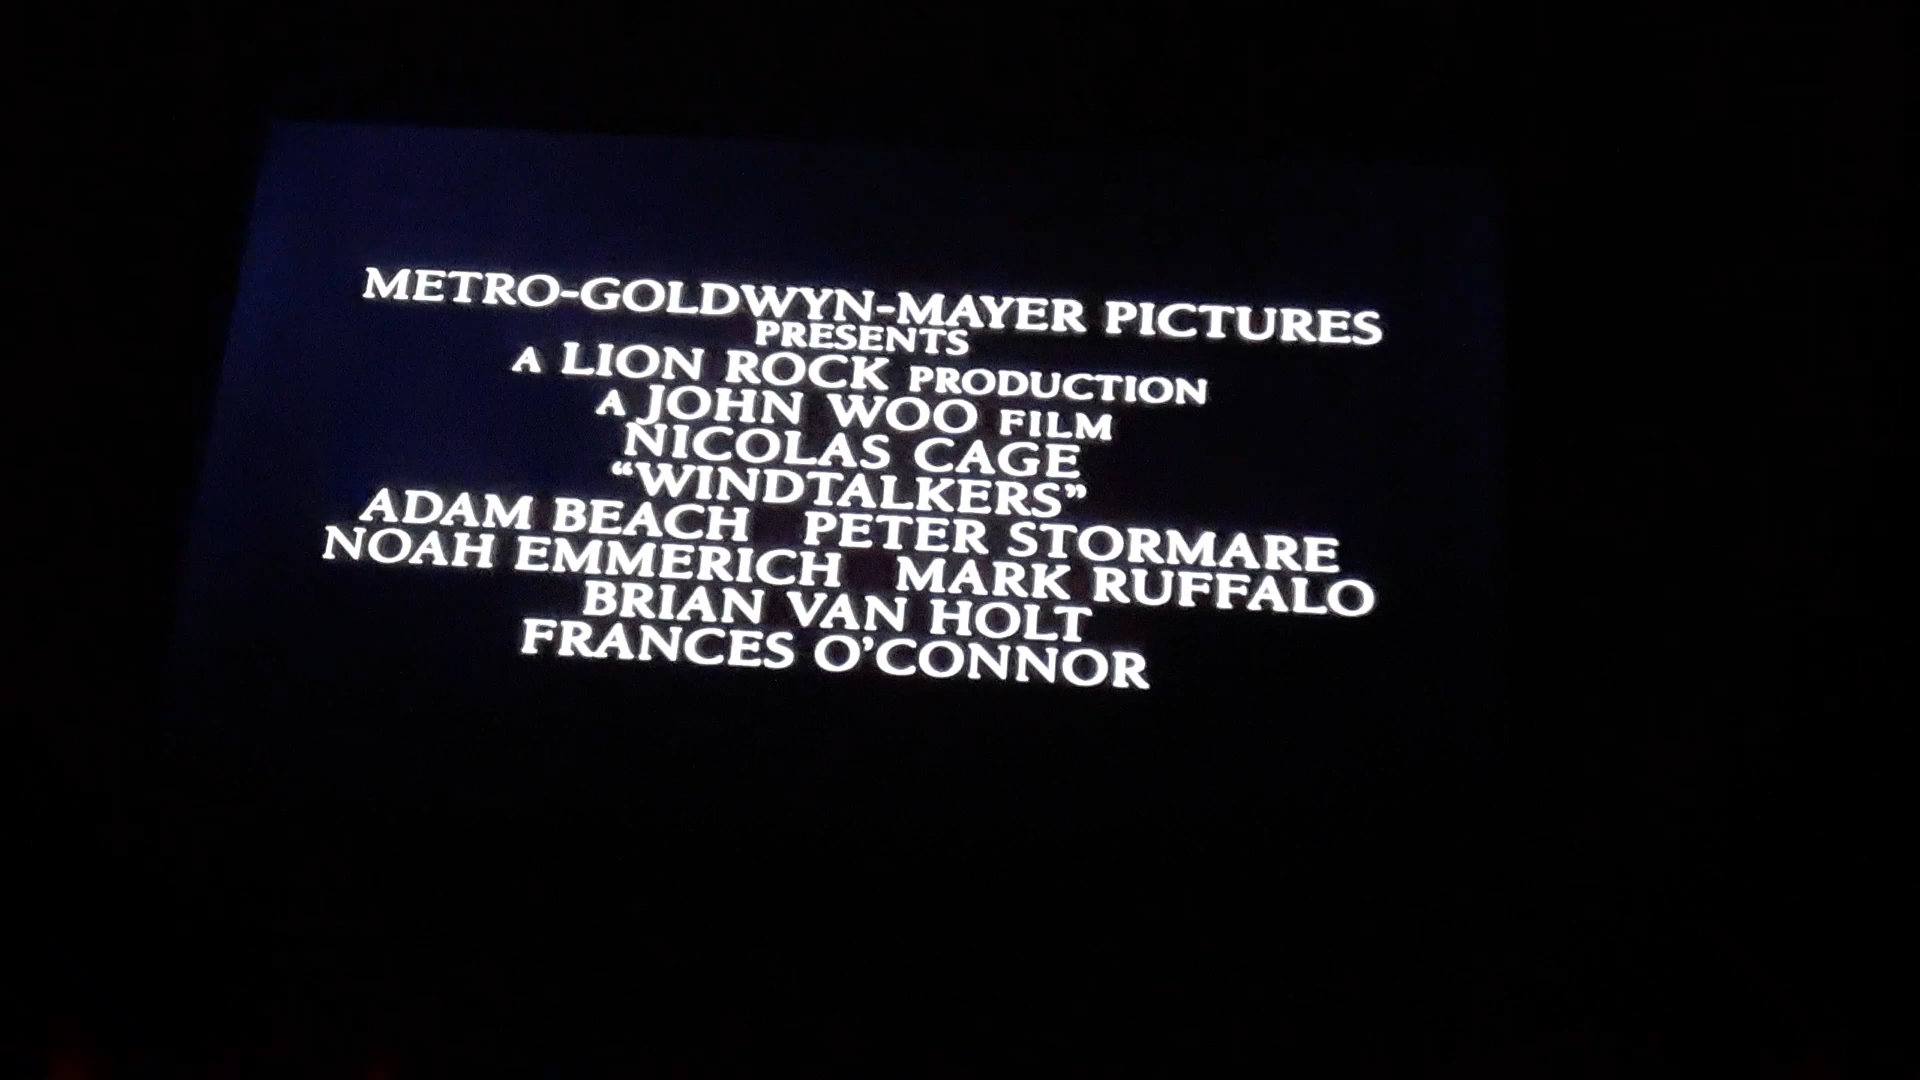 METRO-GOLDWYN-MAYER PICTURES
PRESENTS
A LION ROCK PRODUCTION
A JOHN WOO FILM
NICOLAS CAGE
“WINDTALKERS”
ADAM BEACH PETER STORMARE
NOAH EMMERICH MARK RUFFALO
BRIAN VAN HOLT
FRANCES O’CONNOR